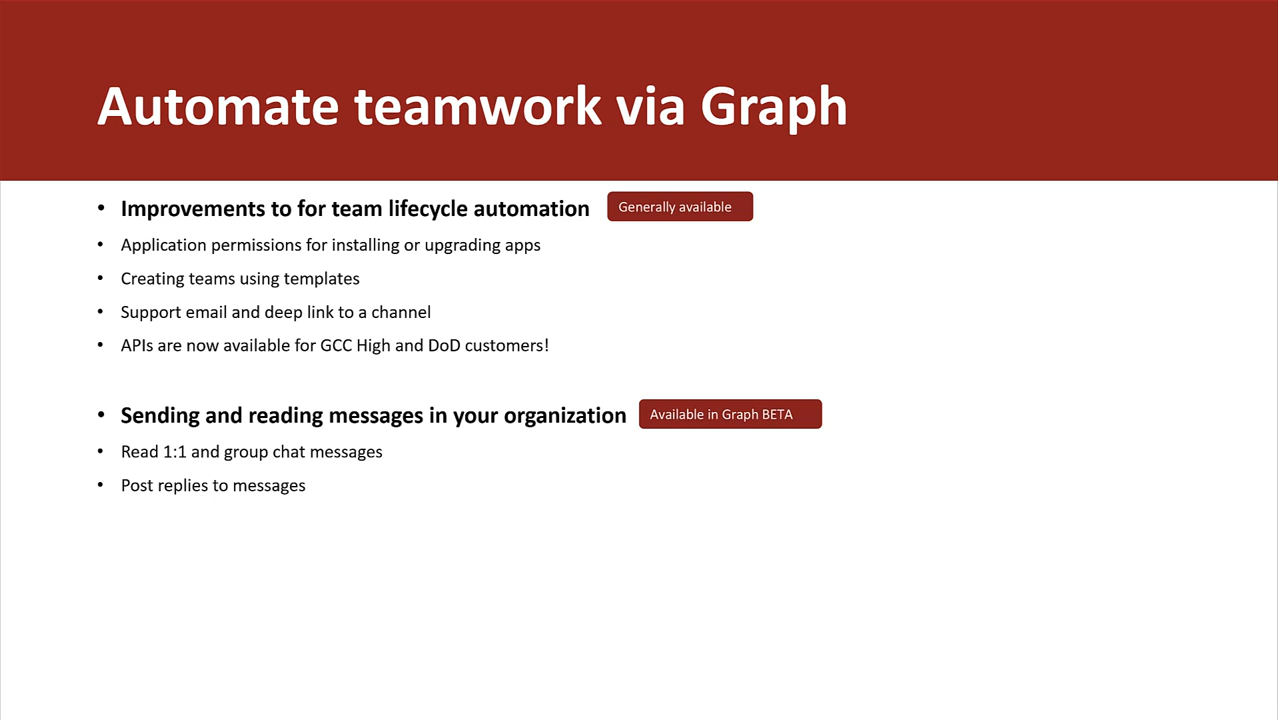 Automate teamwork via Graph
• Improvements to for team lifecycle automation Generally available
• Application permissions for installing or upgrading apps
• Creating teams using templates
• Support email and deep link to a channel
• APIs are now available for GCC High and DoD customers!
• Sending and reading messages in your organization Available in Graph BETA
• Read 1:1 and group chat messages
• Post replies to messages